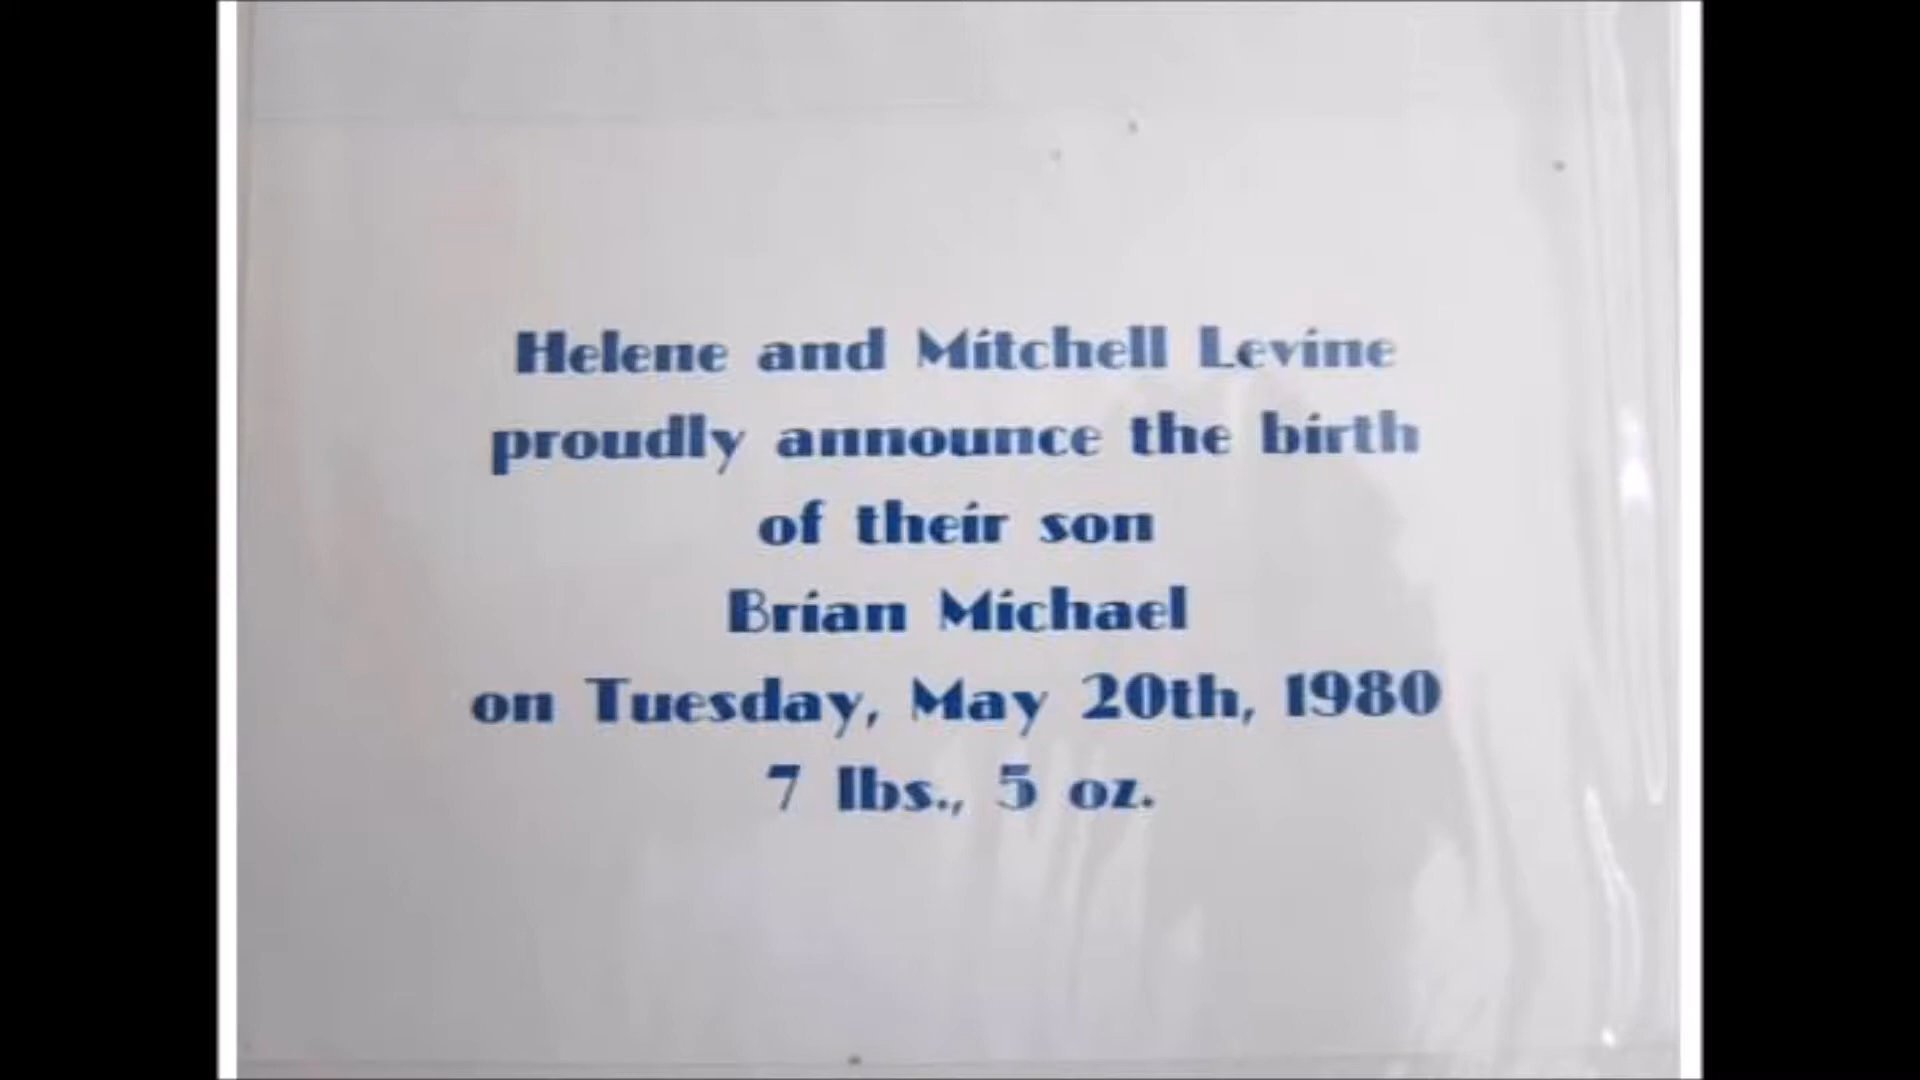 Helene and Mitchell Levine
proudly announce the birth
of their son
Brian Michael
on Tuesday, May 20th, 1980
7 lbs., 5 oz.